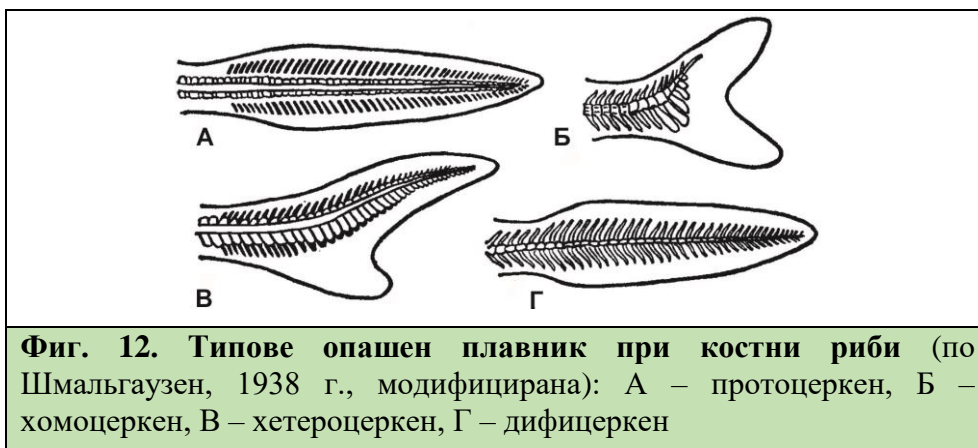 А
Б
В
Г
Фиг. 12. Типове опашен плавник при костни риби (по
Шмальгаузен, 1938 г., модифицирана): А – протоцеркен, Б –
хомоцеркен, В – хетероцеркен, Г – дифицеркен